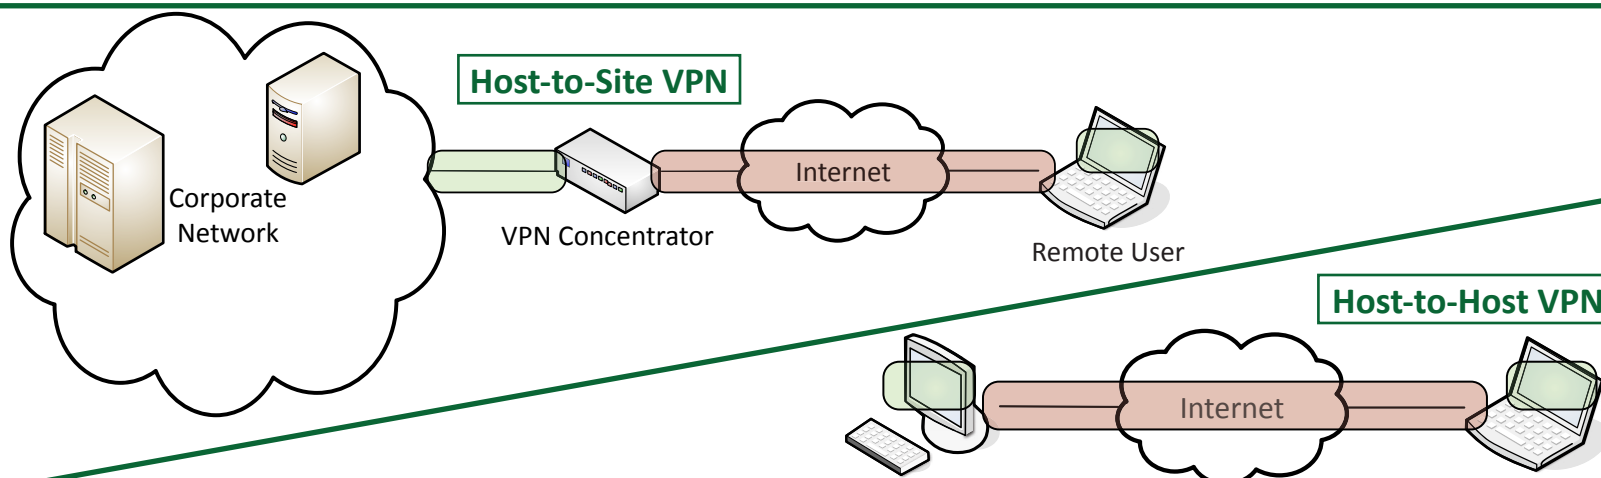 Host-to-Site VPN
Internet
Corporate
Network
VPN Concentrator
Remote User
Host-to-Host VPN
Internet